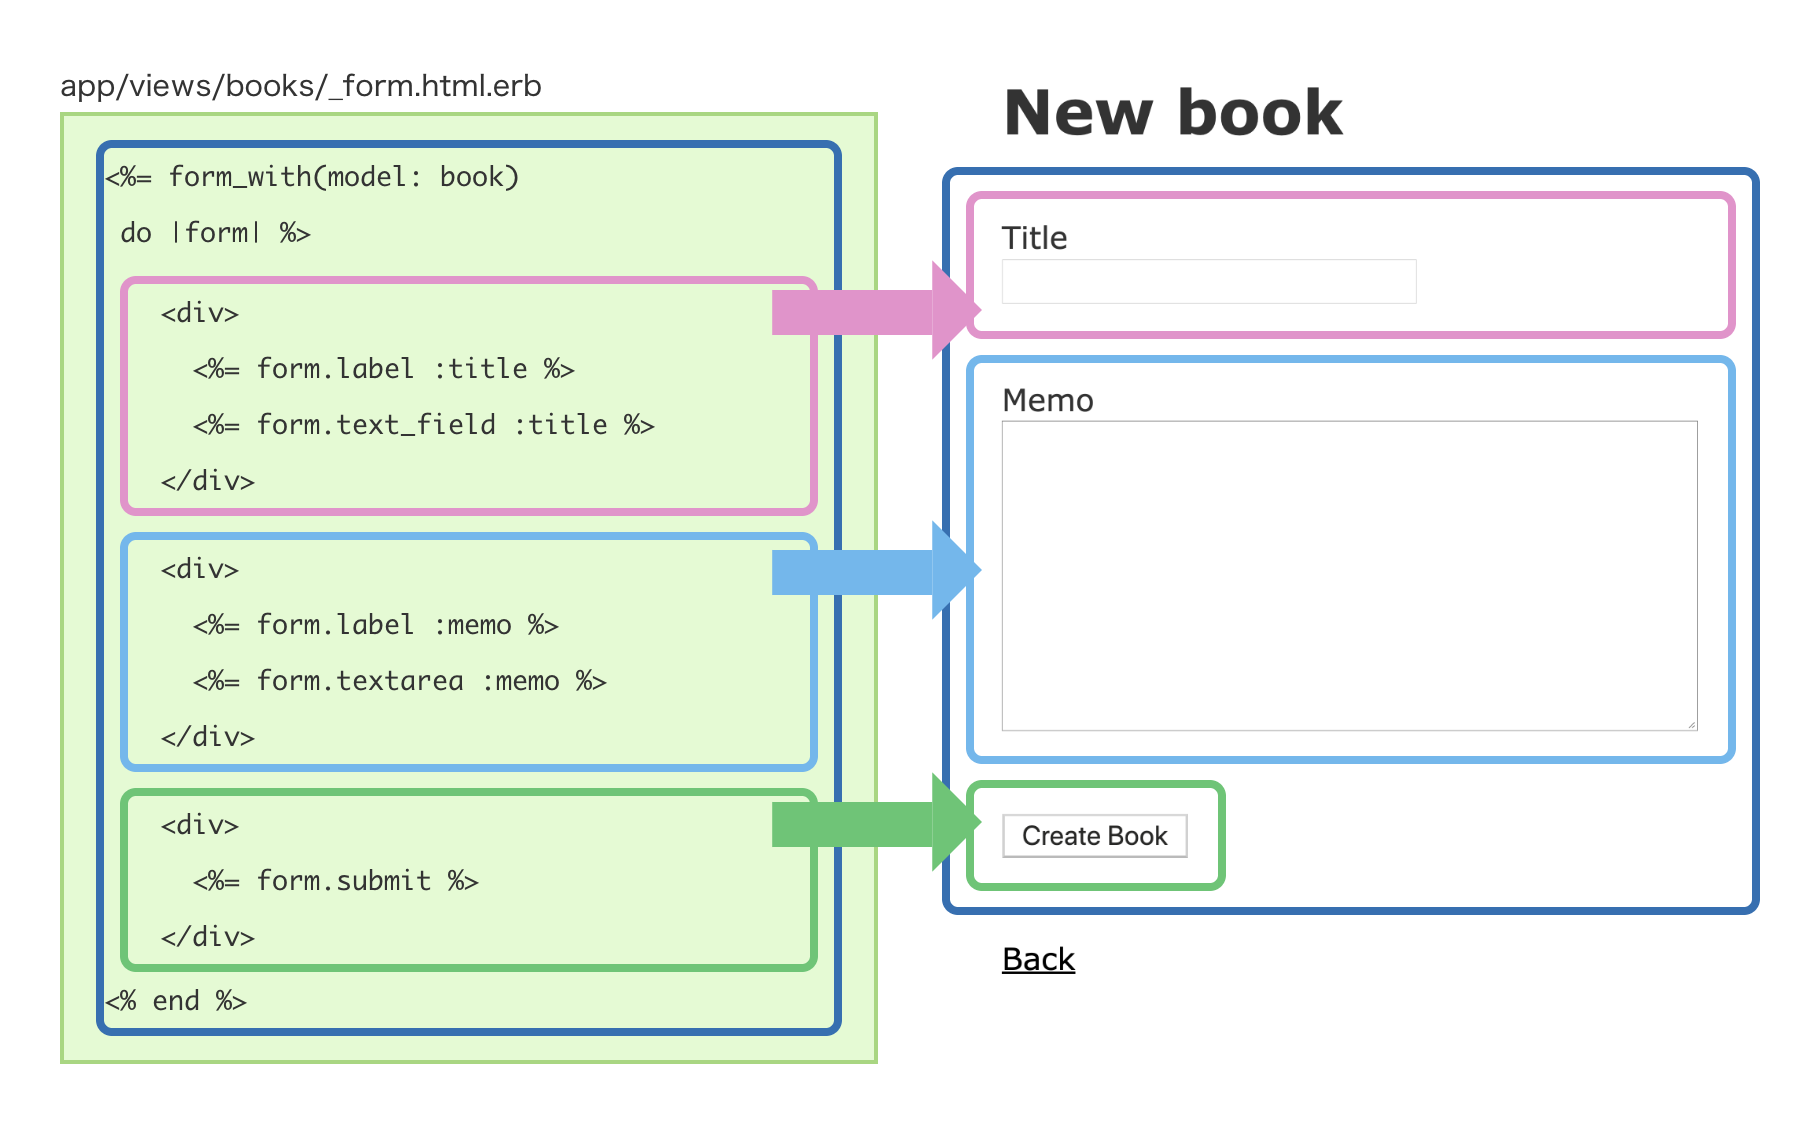 app/views/books/_form.html.erb
<%= form_with(model: book)
do |form| %>
<div>
<%= form.label :title %>
<%= form.text_field :title %>
</div>
<div>
<%= form.label :memo %>
<%= form.textarea :memo %>
</div>
<div>
<%= form.submit %>
</div>
<% end %>
New book
Title
Memo
Create Book
Back